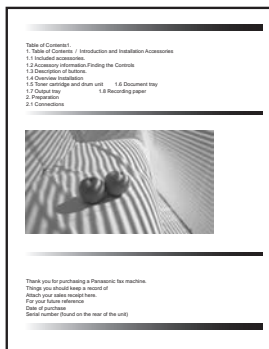 Table of Contents1.
1. Table of Contents / Introduction and Installation Accessories
1.1 Included accessories.
1.2 Accessory information.Finding the Controls
1.3 Description of buttons.
1.4 Overview Installation
1.5 Toner cartridge and drum unit 1.6 Document tray
1.7 Output tray 1.8 Recording paper
2. Preparation
2.1 Connections
Thank you for purchasing a Panasonic fax machine.
Things you should keep a record of
Attach your sales receipt here.
For your future reference
Date of purchase
Serial number (found on the rear of the unit)